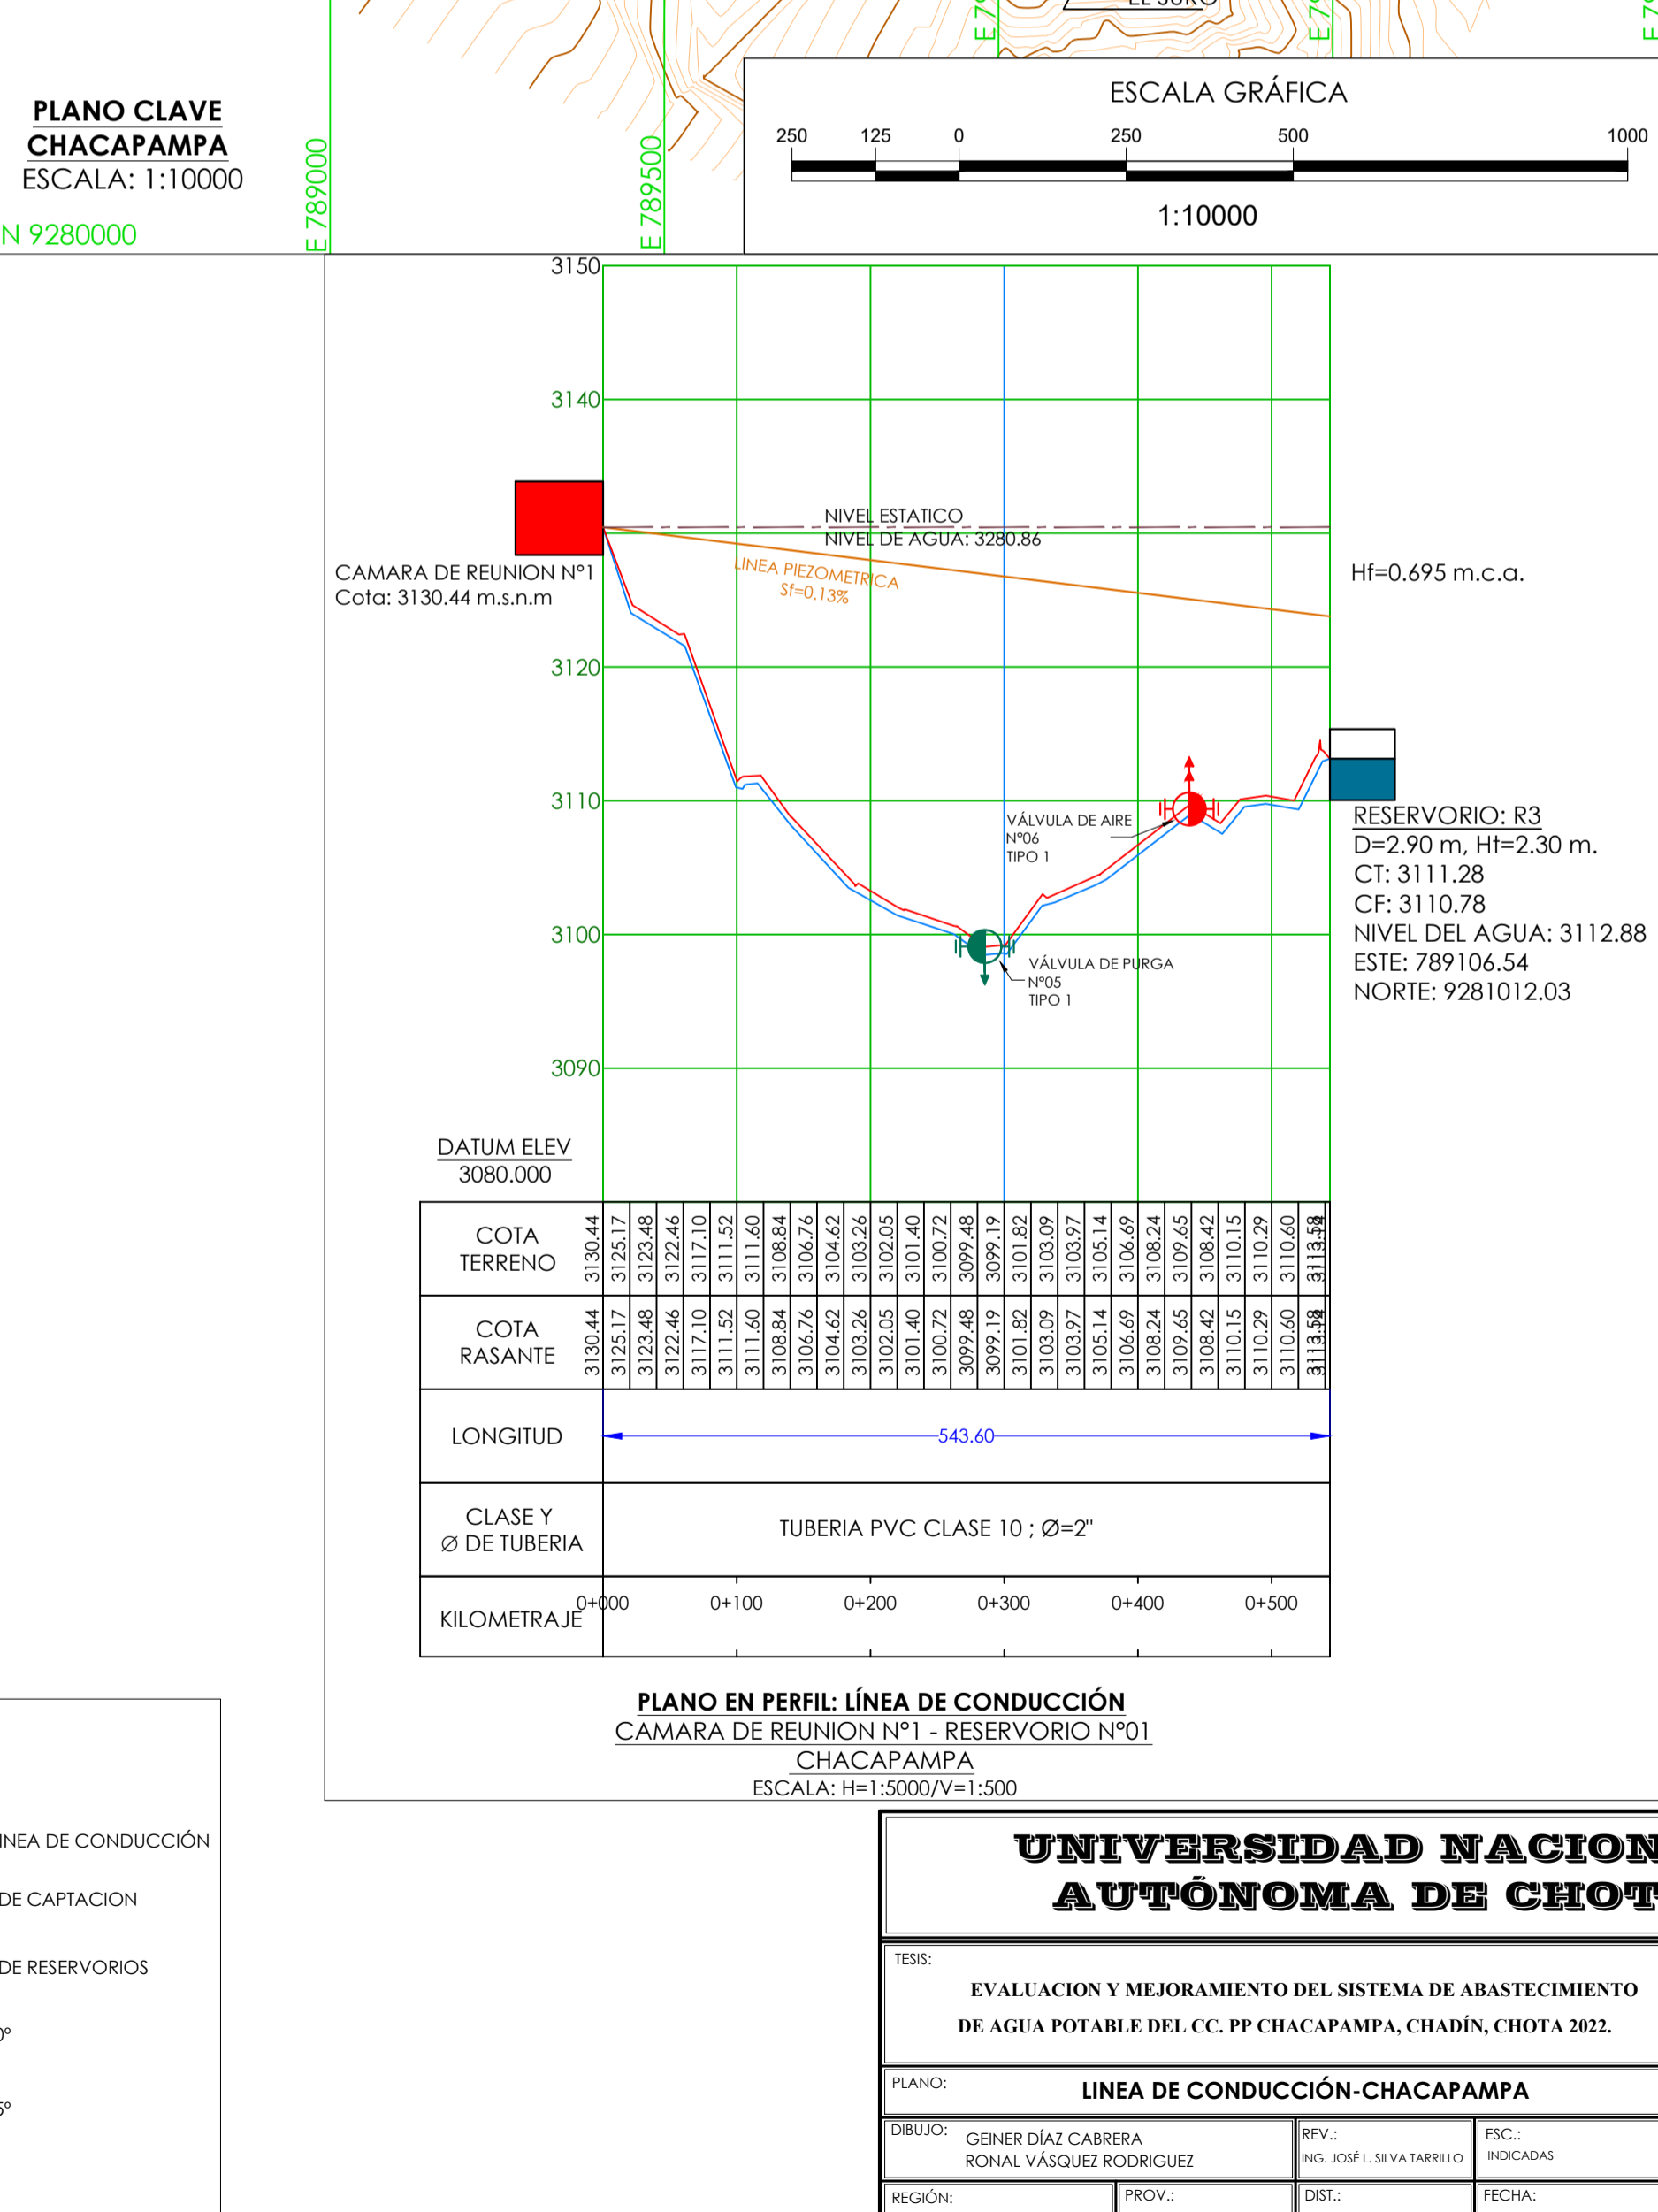 PLANO CLAVE
CHACAPAMPA
ESCALA: 1:10000
N 9280000
E 789000
E 789500
ESCALA GRÁFICA
250 125 0 250 500 1000
1:10000
3150
3140
3120
3110
3100
3090
NIVEL ESTATICO
NIVEL DE AGUA: 3280.86
LINEA PIEZOMETRICA
Sf=0.13%
CAMARA DE REUNION N°1
Cota: 3130.44 m.s.n.m
Hf=0.695 m.c.a.
VÁLVULA DE AIRE
N°06
TIPO 1
VÁLVULA DE PURGA
N°05
TIPO 1
RESERVORIO: R3
D=2.90 m, Ht=2.30 m.
CT: 3111.28
CF: 3110.78
NIVEL DEL AGUA: 3112.88
ESTE: 789106.54
NORTE: 9281012.03
DATUM ELEV
3080.000
COTA
TERRENO
3130.44 3125.17 3123.48 3122.46 3117.10 3111.52 3111.60 3108.84 3106.76 3104.62 3103.26 3102.05 3101.40 3100.72 3099.48 3099.19 3101.82 3103.09 3103.97 3105.14 3106.69 3108.24 3109.65 3108.42 3110.15 3110.29 3110.60
COTA
RASANTE
3130.44 3125.17 3123.48 3122.46 3117.10 3111.52 3111.60 3108.84 3106.76 3104.62 3103.26 3102.05 3101.40 3100.72 3099.48 3099.19 3101.82 3103.09 3103.97 3105.14 3106.69 3108.24 3109.65 3108.42 3110.15 3110.29 3110.60
LONGITUD
543.60
CLASE Y
Ø DE TUBERIA
TUBERIA PVC CLASE 10 ; Ø=2"
KILOMETRAJE
0+000 0+100 0+200 0+300 0+400 0+500
PLANO EN PERFIL: LÍNEA DE CONDUCCIÓN
CAMARA DE REUNION N°1 - RESERVORIO N°01
CHACAPAMPA
ESCALA: H=1:5000/V=1:500
INEA DE CONDUCCIÓN
DE CAPTACION
DE RESERVORIOS
UNIVERSIDAD NACION
AUTÓNOMA DE CHOT
TESIS:
EVALUACION Y MEJORAMIENTO DEL SISTEMA DE ABASTECIMIENTO
DE AGUA POTABLE DEL CC. PP CHACAPAMPA, CHADÍN, CHOTA 2022.
PLANO:
LINEA DE CONDUCCIÓN-CHACAPAMPA
DIBUJO:
GEINER DÍAZ CABRERA
RONAL VÁSQUEZ RODRIGUEZ
REV.:
ING. JOSÉ L. SILVA TARRILLO
ESC.:
INDICADAS
REGIÓN:
PROV.:
DIST.:
FECHA: